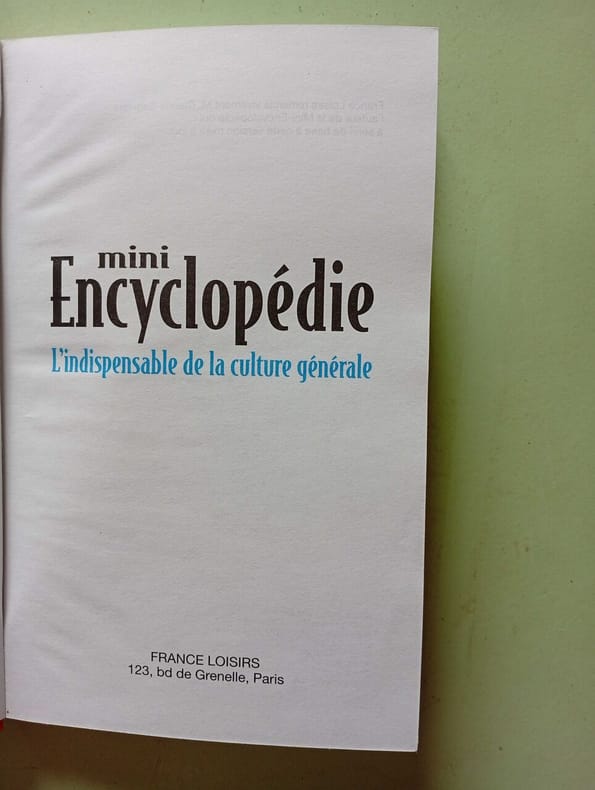 mini
Encyclopédie
L'indispensable de la culture générale
FRANCE LOISIRS
123, bd de Grenelle, Paris